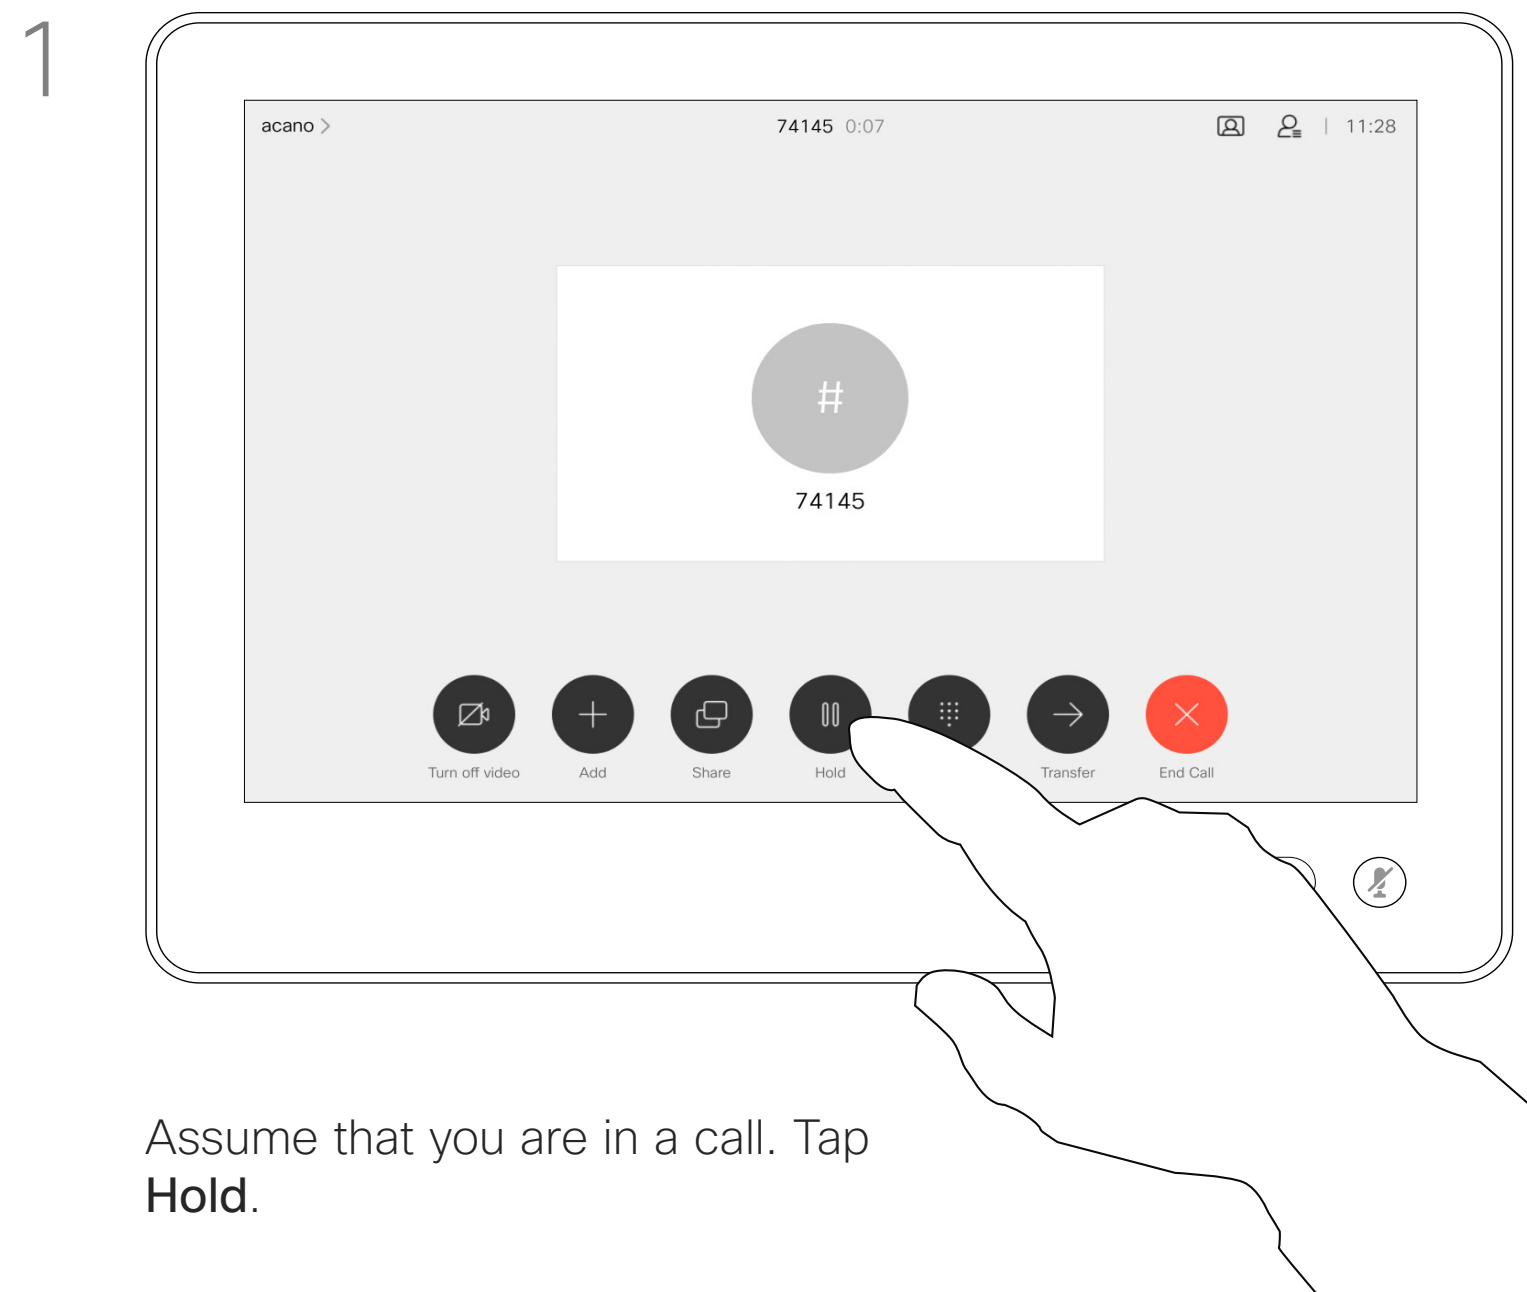 1
acano >
74145 0:07
11:28
#
74145
Turn off video
Add
Share
Hold
Transfer
End Call
Assume that you are in a call. Tap
Hold.